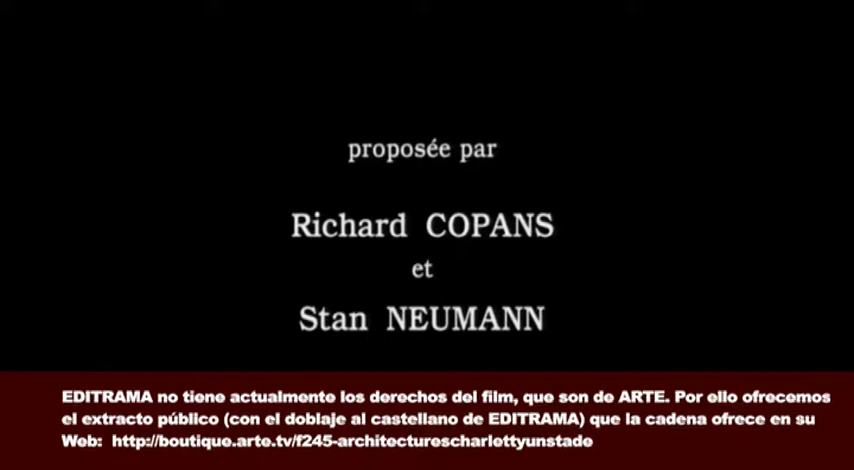 proposée par
Richard COPANS
et
Stan NEUMANN
EDITRAMA no tiene actualmente los derechos del film, que son de ARTE. Por ello ofrecemos
el extracto público (con el doblaje al castellano de EDITRAMA) que la cadena ofrece en su
Web: http://boutique.arte.tv/f245-architecturescharlettyunstade